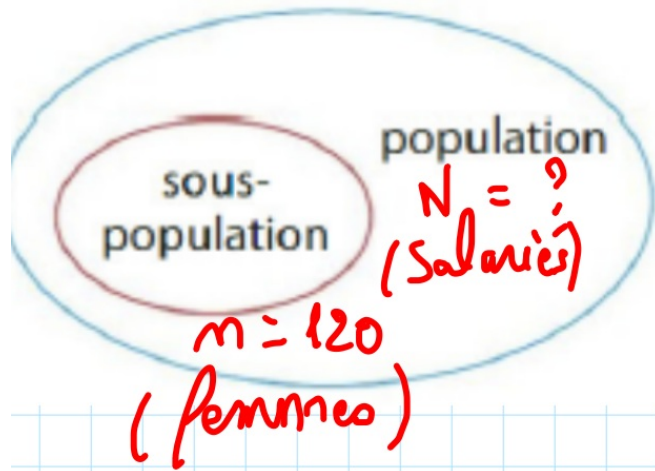 population
sous-
population
N = ?
(Salariés)
n = 120
(femmes)